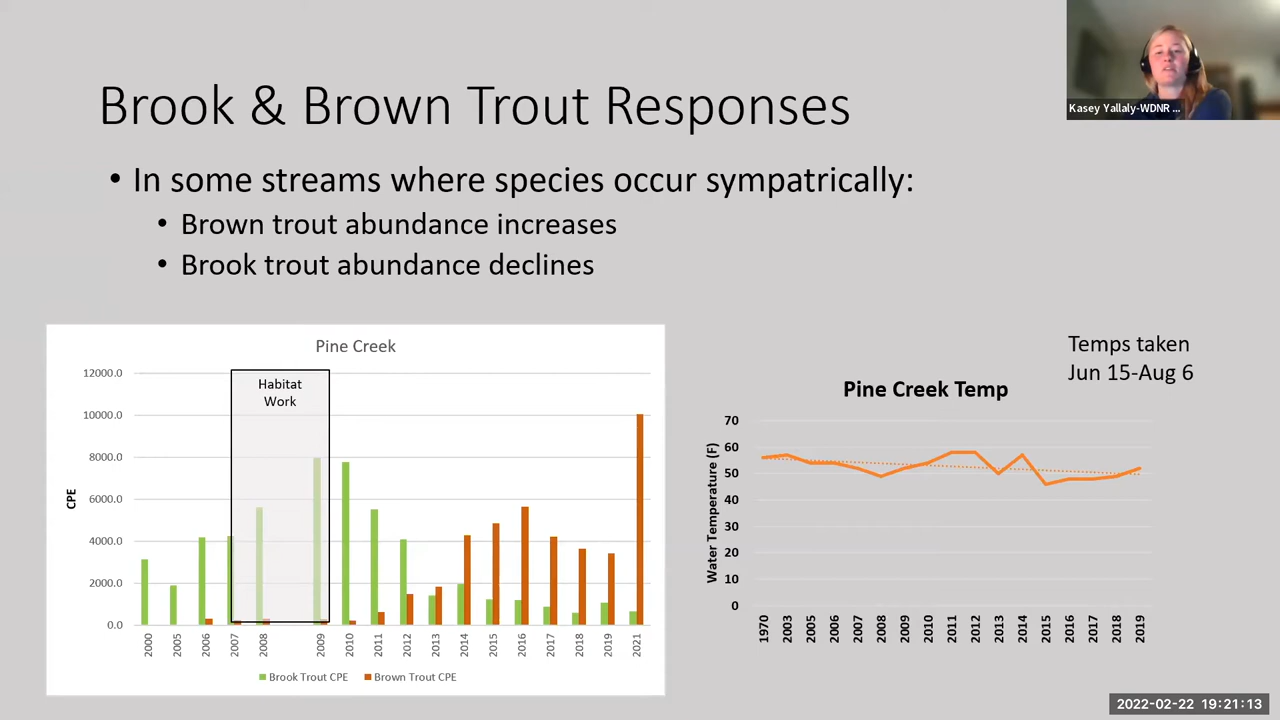 Kasey Yallaly-WDNR ...
Brook & Brown Trout Responses
• In some streams where species occur sympatrically:
• Brown trout abundance increases
• Brook trout abundance declines
Pine Creek
Habitat
Work
12000.0
10000.0
8000.0
6000.0
4000.0
2000.0
0.0
CPE
2000 2005 2006 2007 2008 2009 2010 2011 2012 2013 2014 2015 2016 2017 2018 2019 2021
Brook Trout CPE Brown Trout CPE
Temps taken
Jun 15-Aug 6
Pine Creek Temp
70
60
50
40
30
20
10
0
Water Temperature (F)
1970 2003 2005 2006 2007 2008 2009 2010 2011 2012 2013 2014 2015 2016 2017 2018 2019
2022-02-22 19:21:13